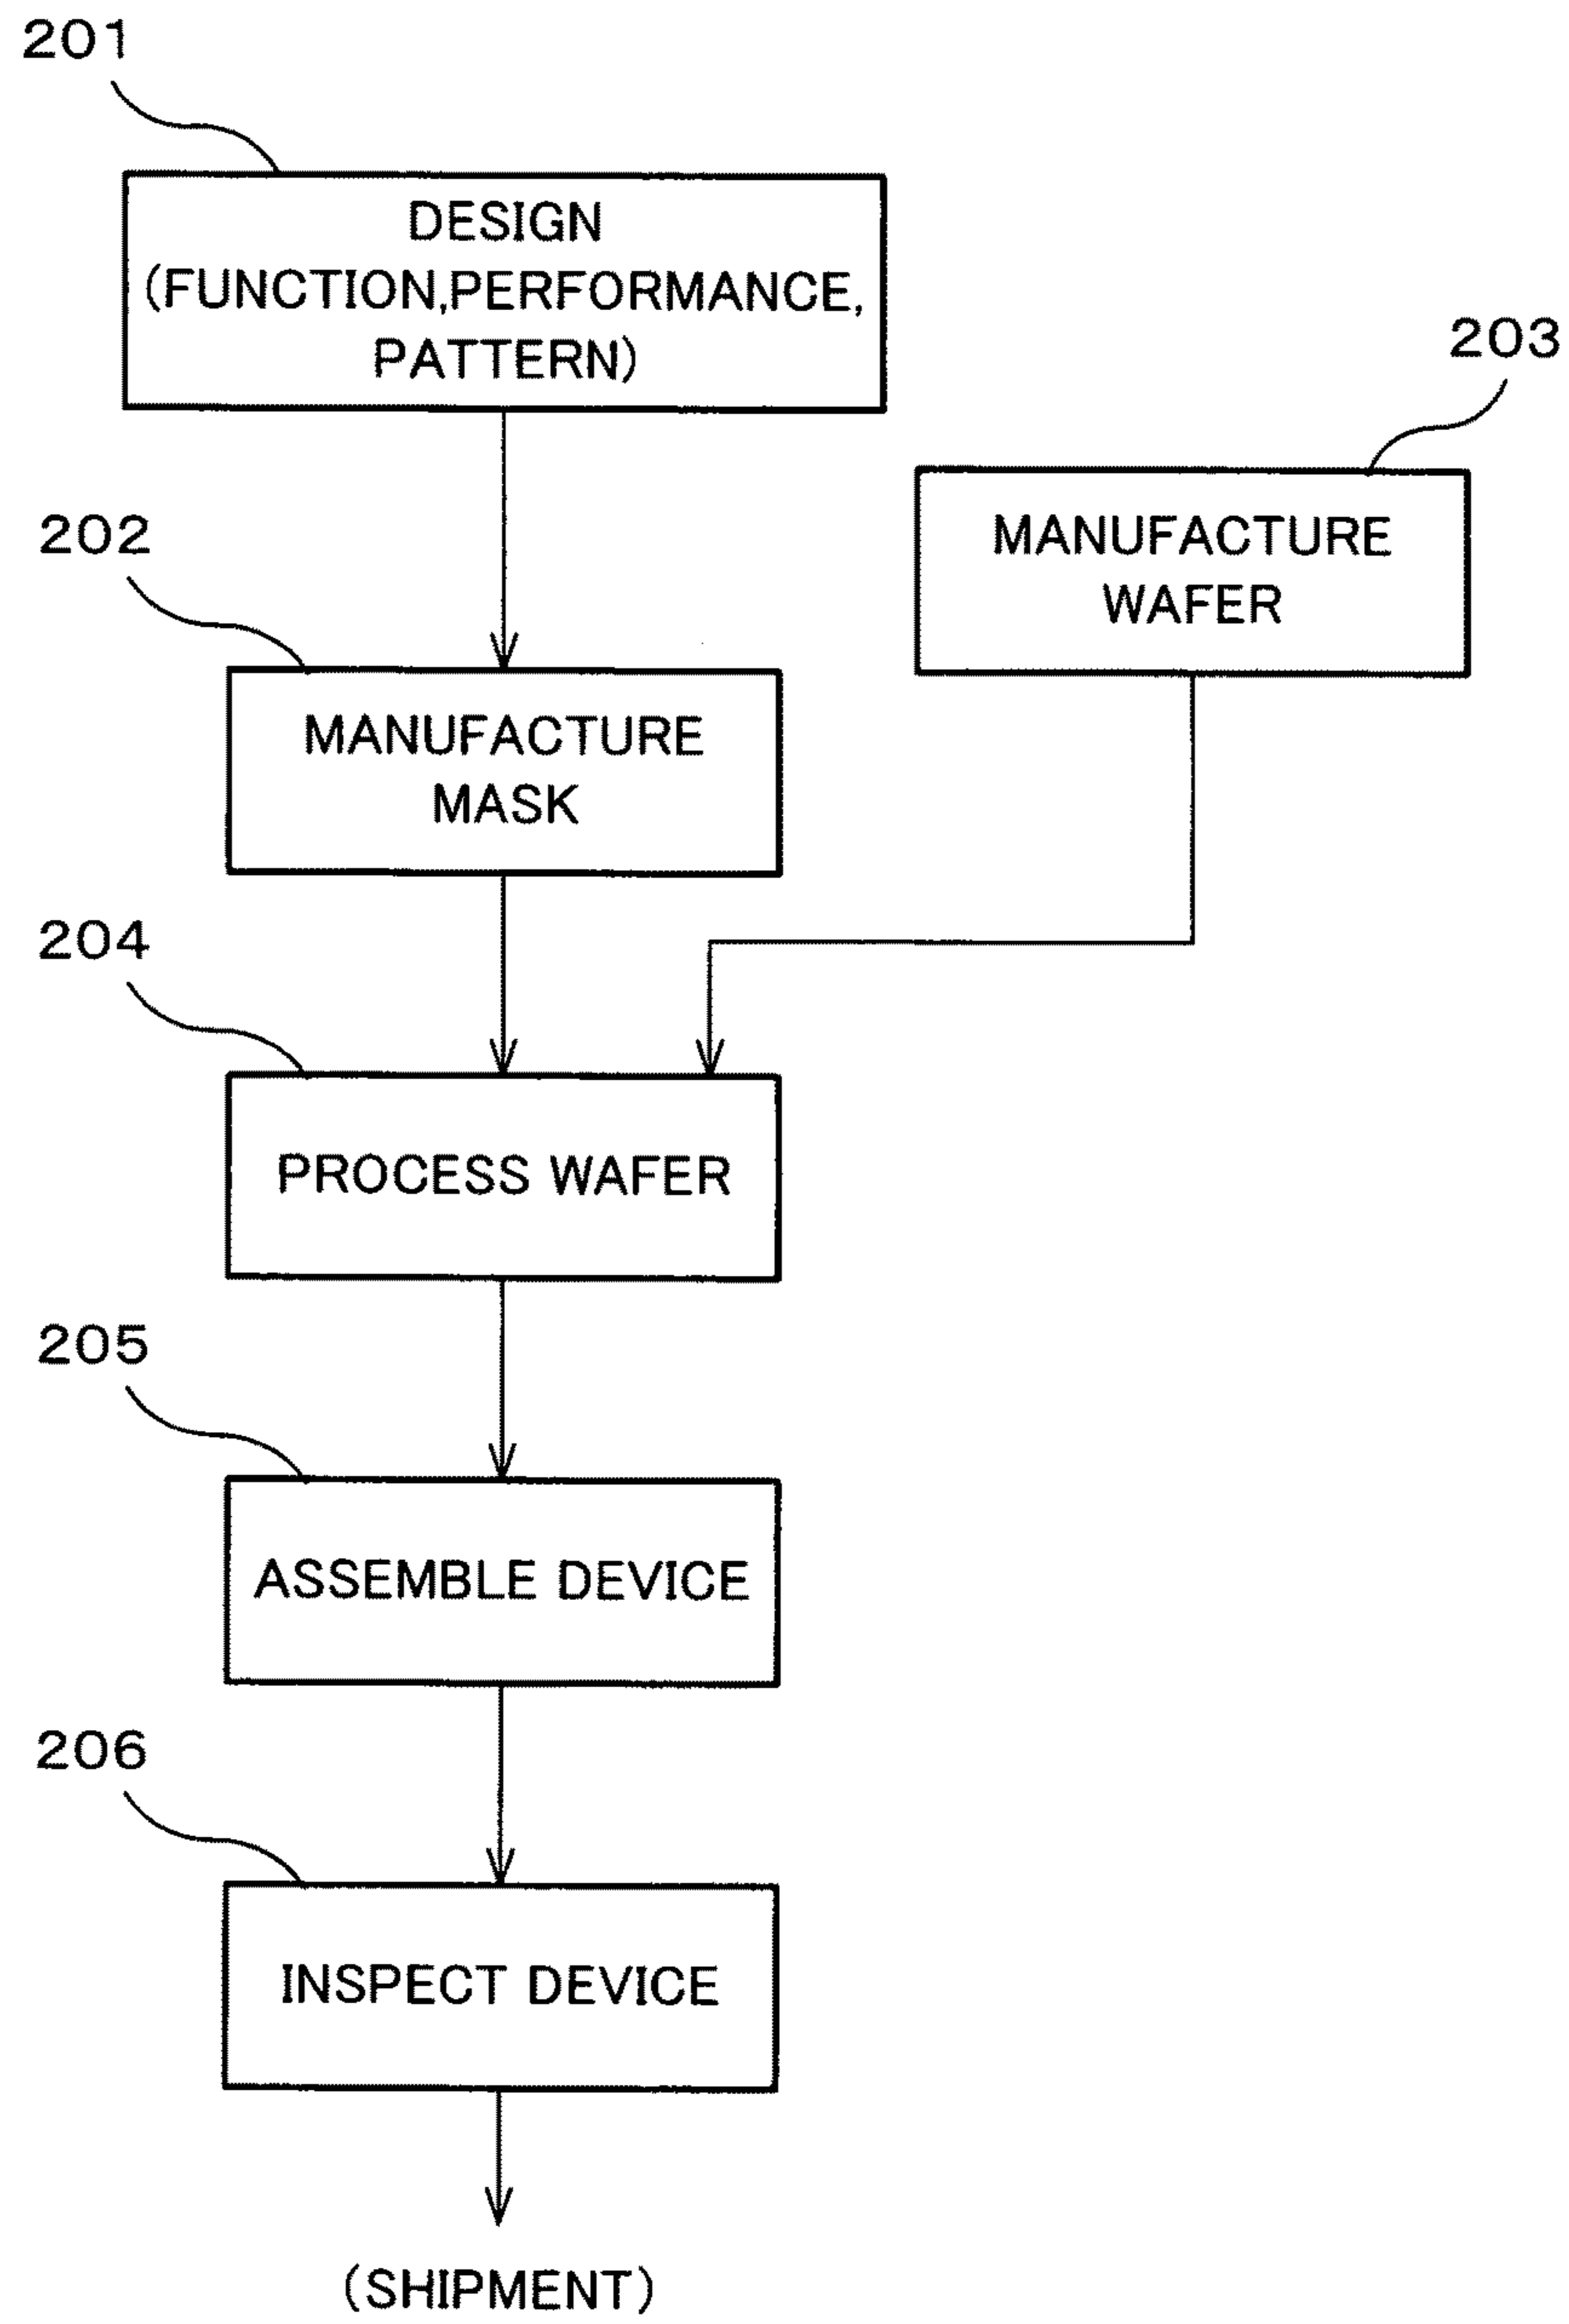 201
DESIGN
(FUNCTION,PERFORMANCE,
PATTERN)
203
MANUFACTURE
WAFER
202
MANUFACTURE
MASK
204
PROCESS WAFER
205
ASSEMBLE DEVICE
206
INSPECT DEVICE
(SHIPMENT)